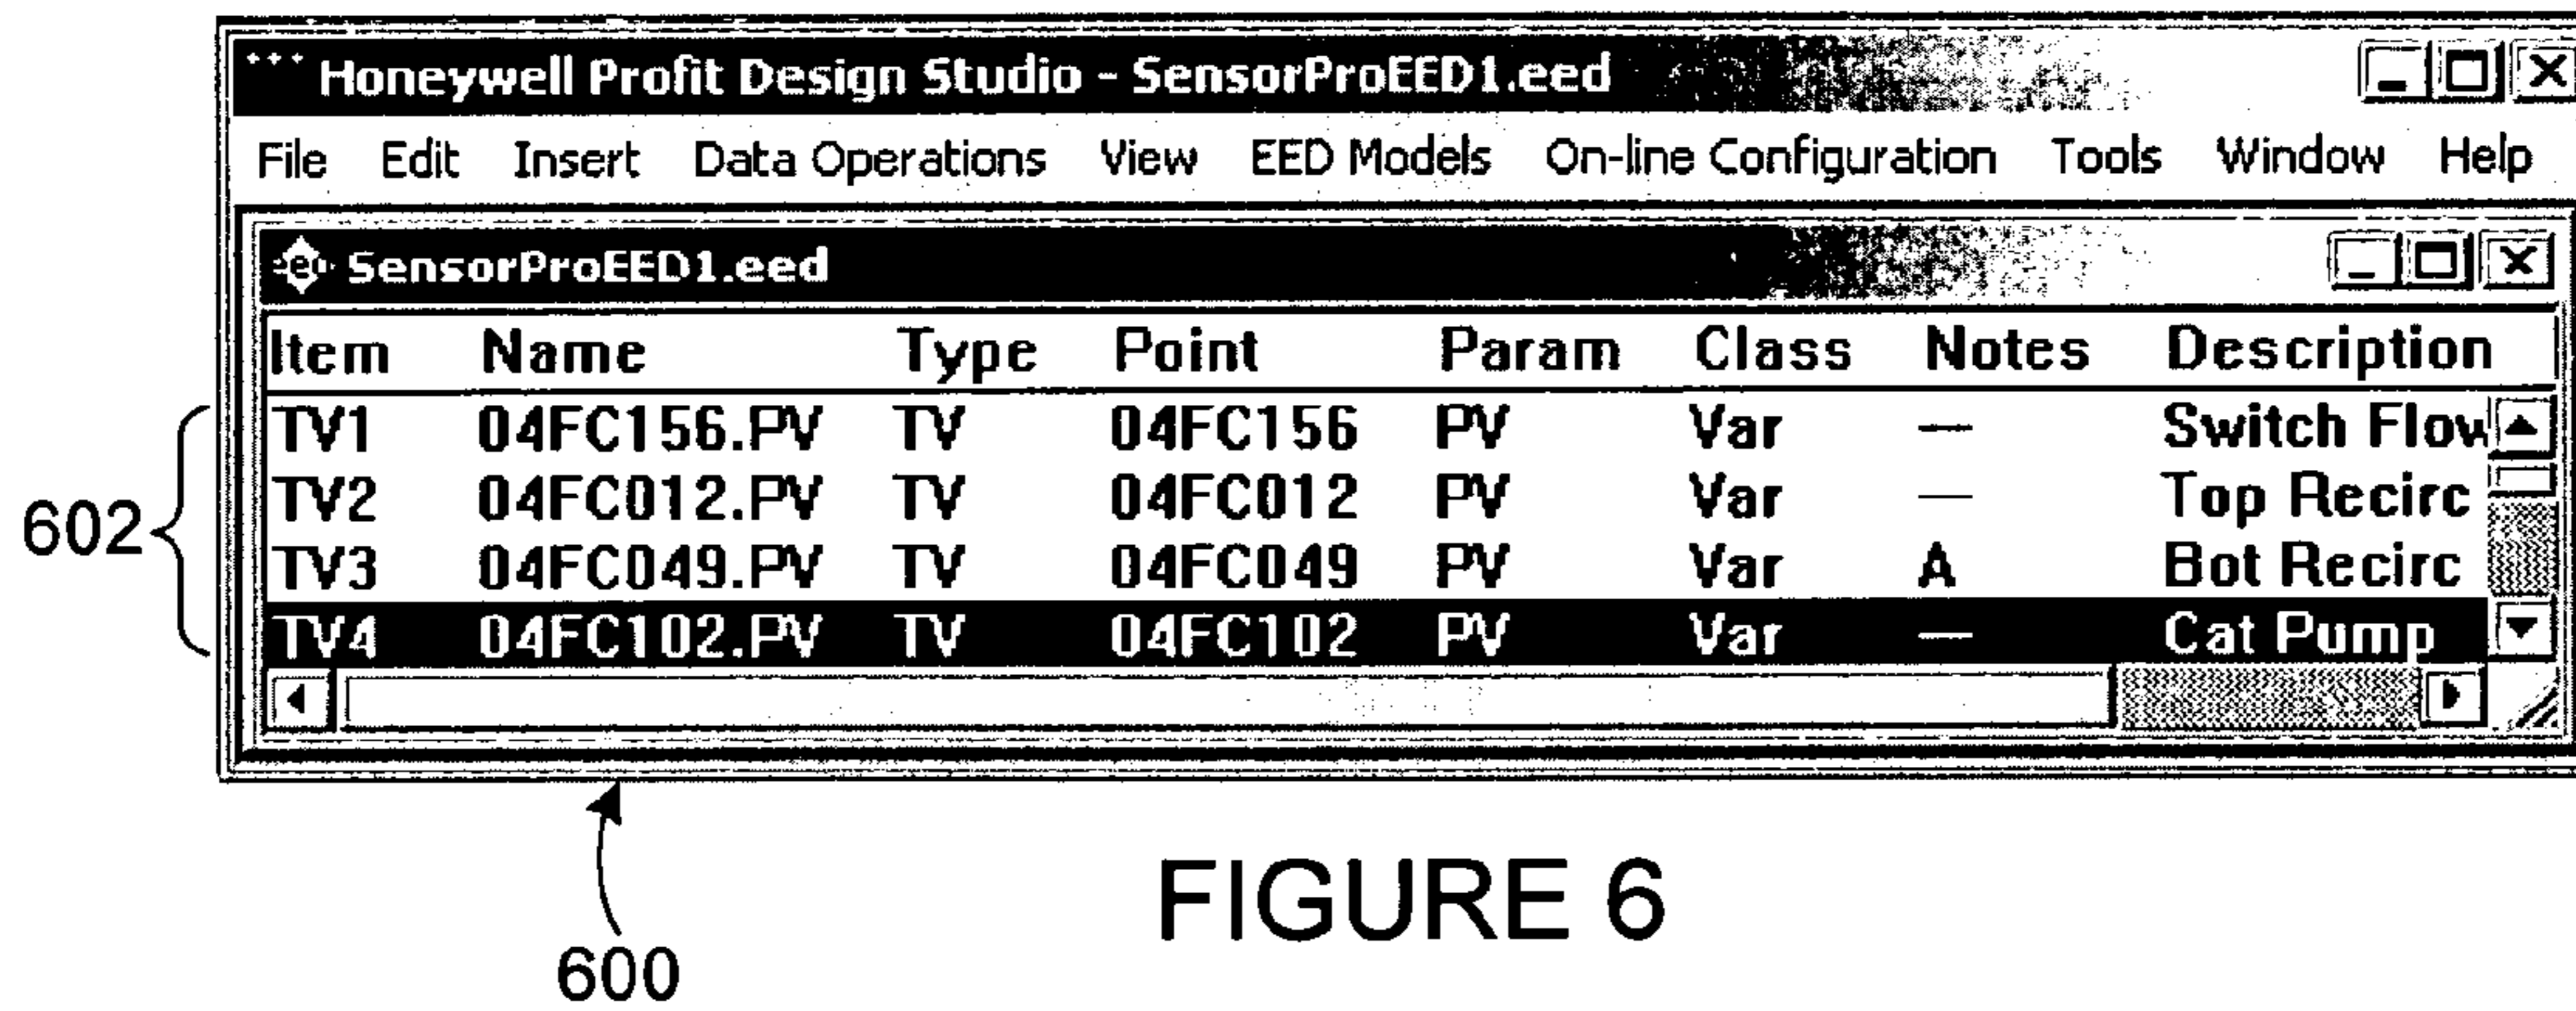 Honeywell Profit Design Studio - SensorProEED1.eed
File Edit Insert Data Operations View EED Models On-line Configuration Tools Window Help
SensorProEED1.eed
Item Name Type Point Param Class Notes Description
TV1 04FC156.PV TV 04FC156 PV Var — Switch Flow
TV2 04FC012.PV TV 04FC012 PV Var — Top Recirc
602
TV3 04FC049.PV TV 04FC049 PV Var A Bot Recirc
TV4 04FC102.PV TV 04FC102 PV Var — Cat Pump
FIGURE 6
600